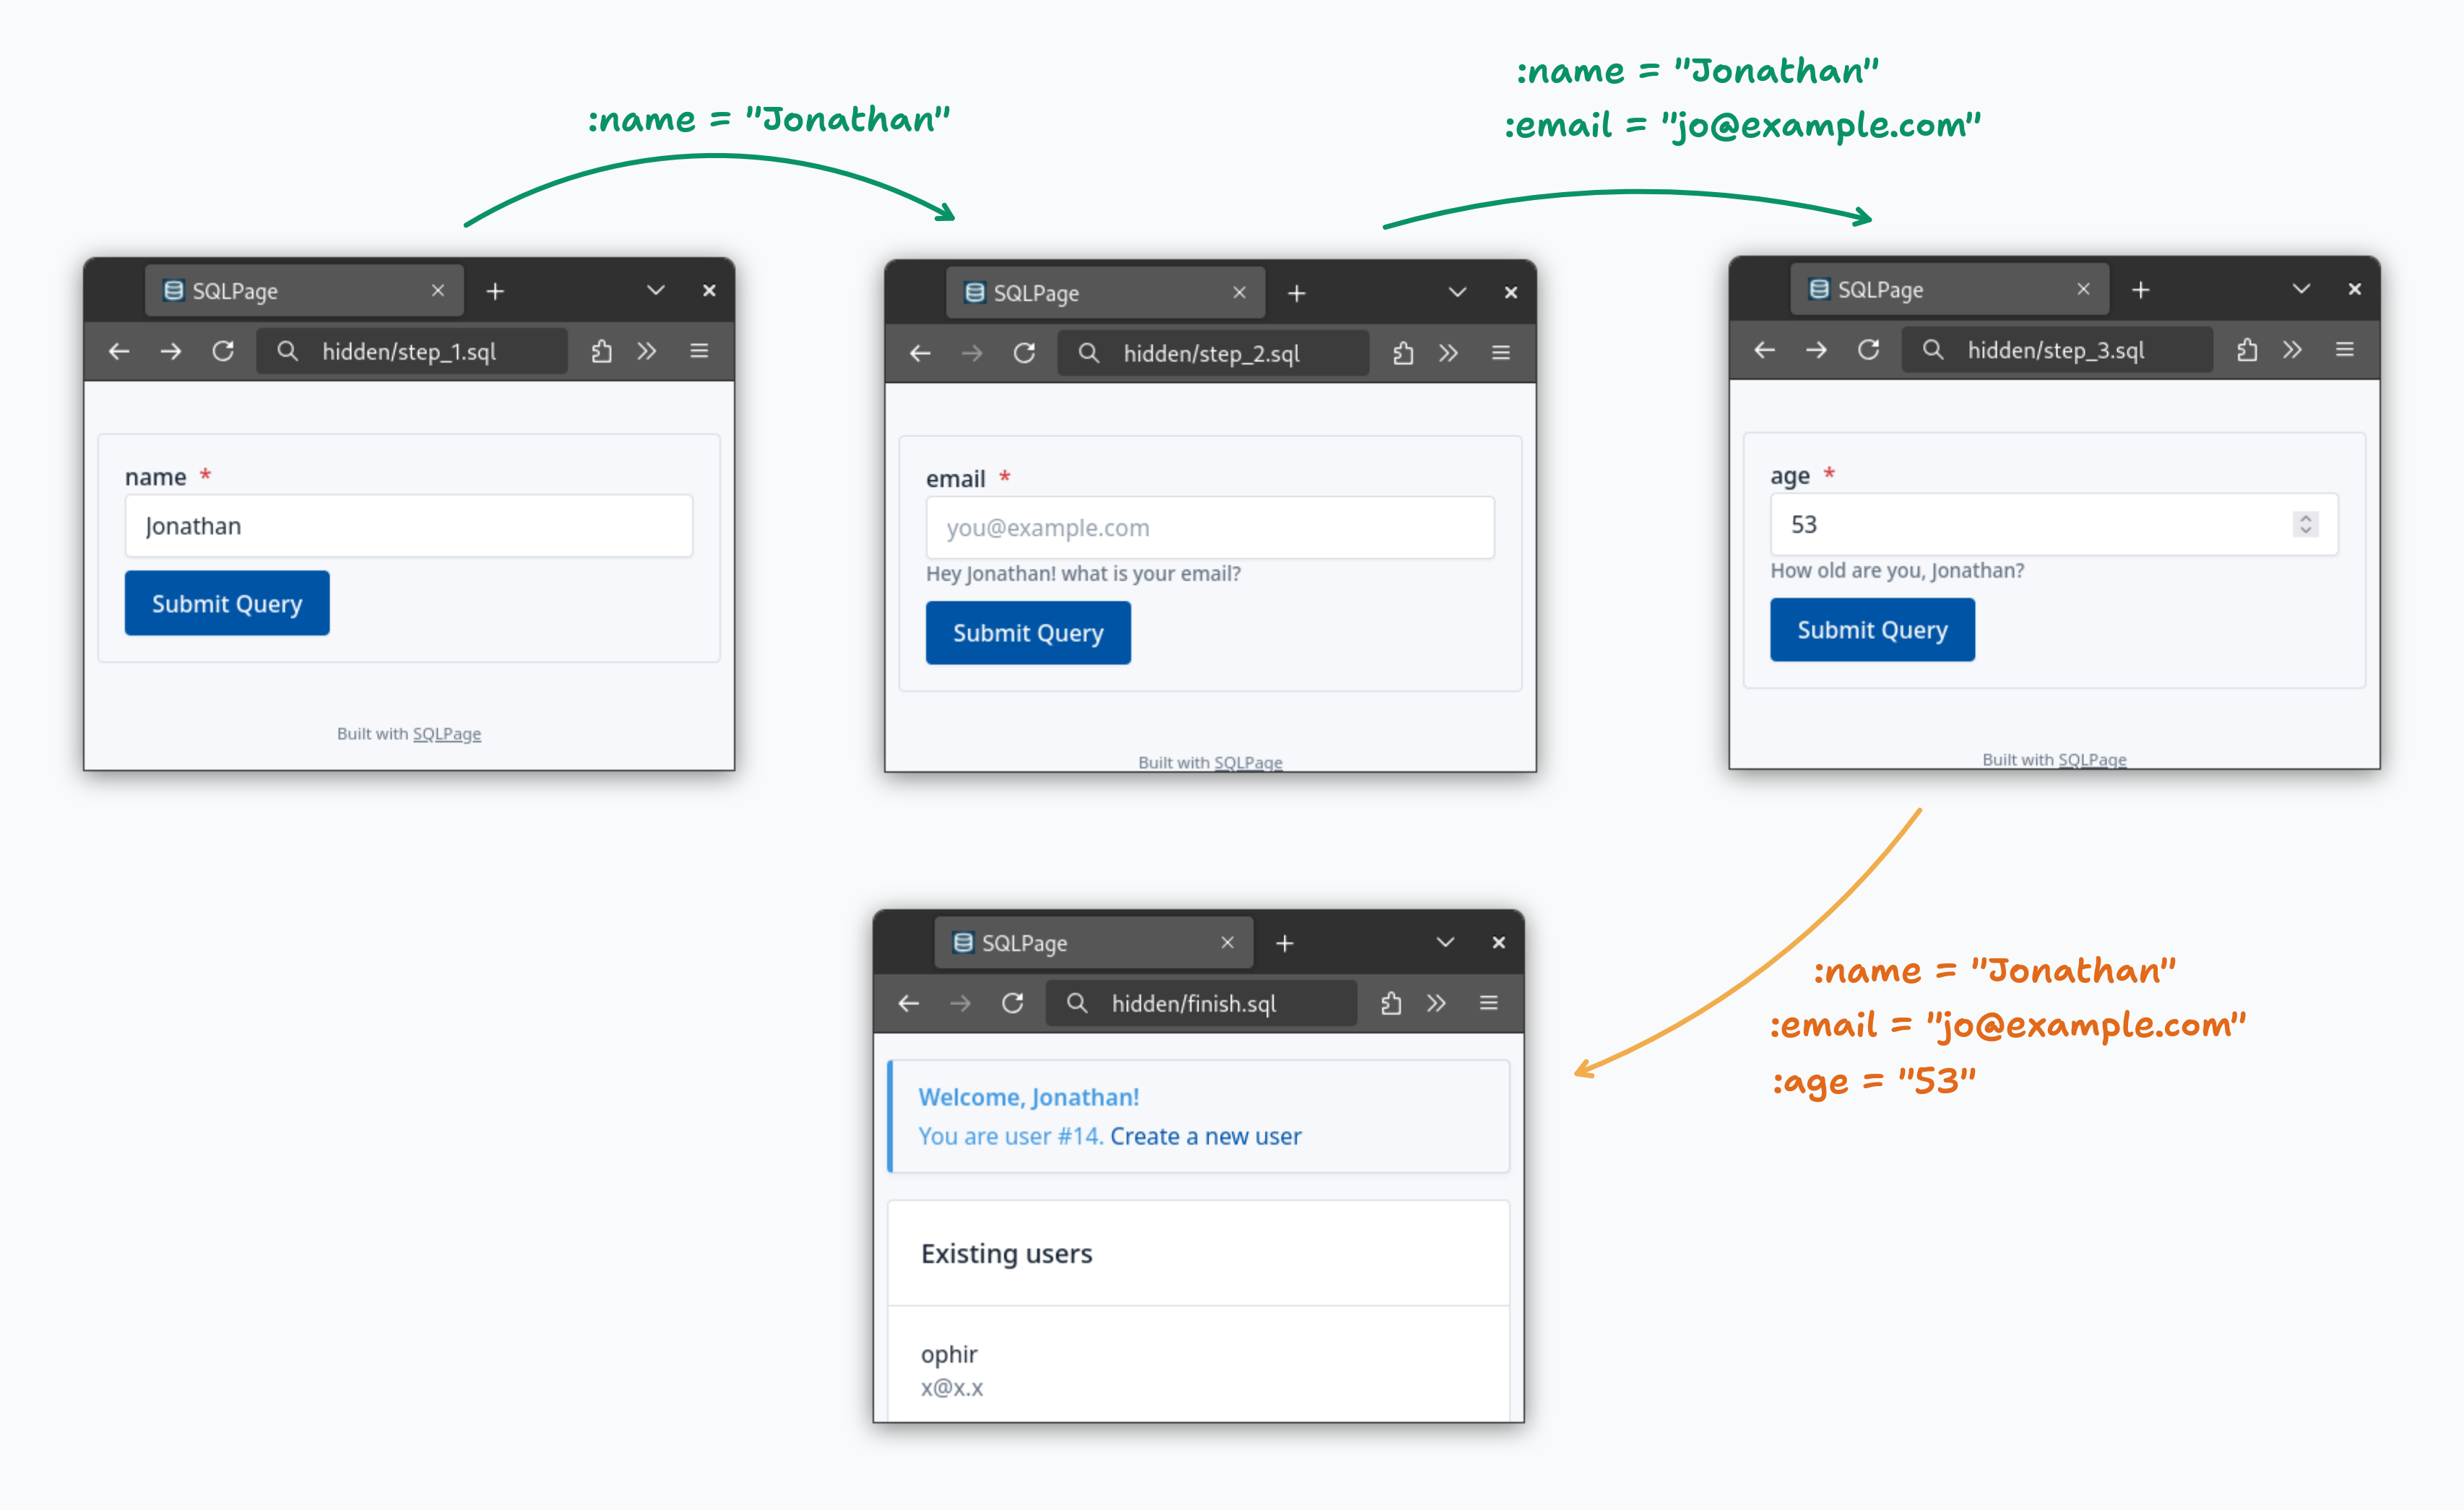 :name = "Jonathan"
:name = "Jonathan"
:email = "jo@example.com"
SQLPage
hidden/step_1.sql
name *
Jonathan
Submit Query
Built with SQLPage
SQLPage
hidden/step_2.sql
email *
you@example.com
Hey Jonathan! what is your email?
Submit Query
Built with SQLPage
SQLPage
hidden/step_3.sql
age *
53
How old are you, Jonathan?
Submit Query
Built with SQLPage
:name = "Jonathan"
:email = "jo@example.com"
:age = "53"
SQLPage
hidden/finish.sql
Welcome, Jonathan!
You are user #14. Create a new user
Existing users
ophir
x@x.x